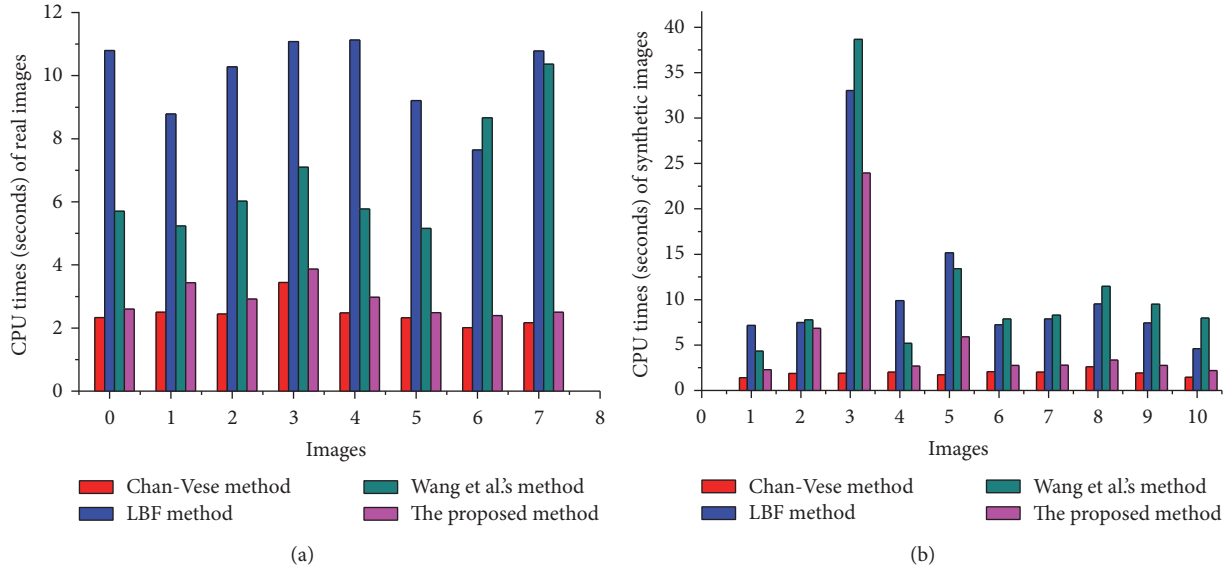 12
10
8
6
4
2
0
CPU times (seconds) of real images
0 1 2 3 4 5 6 7 8
Images
Chan-Vese method
LBF method
Wang et al.'s method
The proposed method
(a)
40
35
30
25
20
15
10
5
0
CPU times (seconds) of synthetic images
0 1 2 3 4 5 6 7 8 9 10
Images
Chan-Vese method
LBF method
Wang et al.'s method
The proposed method
(b)